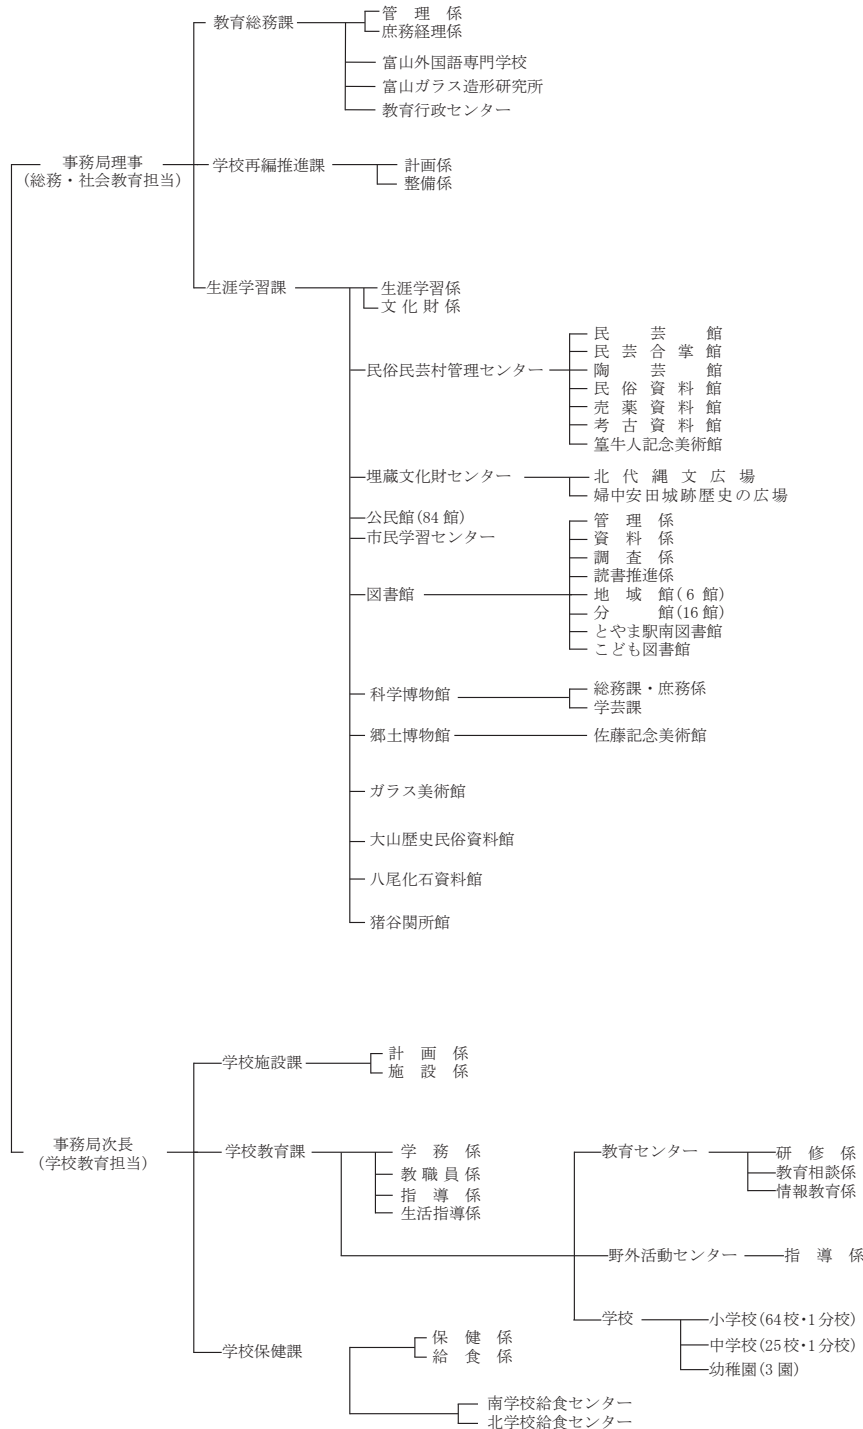 教育総務課
管理係
庶務経理係
富山外国語専門学校
富山ガラス造形研究所
教育行政センター
事務局理事
(総務・社会教育担当)
学校再編推進課
計画係
整備係
生涯学習課
生涯学習係
文化財係
民俗民芸村管理センター
民芸館
民芸合掌館
陶芸館
民俗資料館
売薬資料館
考古資料館
篁牛人記念美術館
埋蔵文化財センター
北代縄文広場
婦中安田城跡歴史の広場
公民館(84館)
市民学習センター
図書館
管理係
資料係
調査係
読書推進係
地域館(6館)
分館(16館)
とやま駅南図書館
こども図書館
科学博物館
総務課・庶務係
学芸課
郷土博物館
佐藤記念美術館
ガラス美術館
大山歴史民俗資料館
八尾化石資料館
猪谷関所館
事務局次長
(学校教育担当)
学校施設課
計画係
施設係
学校教育課
学務係
教職員係
指導係
生活指導係
教育センター
研修係
教育相談係
情報教育係
野外活動センター
指導係
学校
小学校(64校・1分校)
中学校(25校・1分校)
幼稚園(3園)
学校保健課
保健係
給食係
南学校給食センター
北学校給食センター